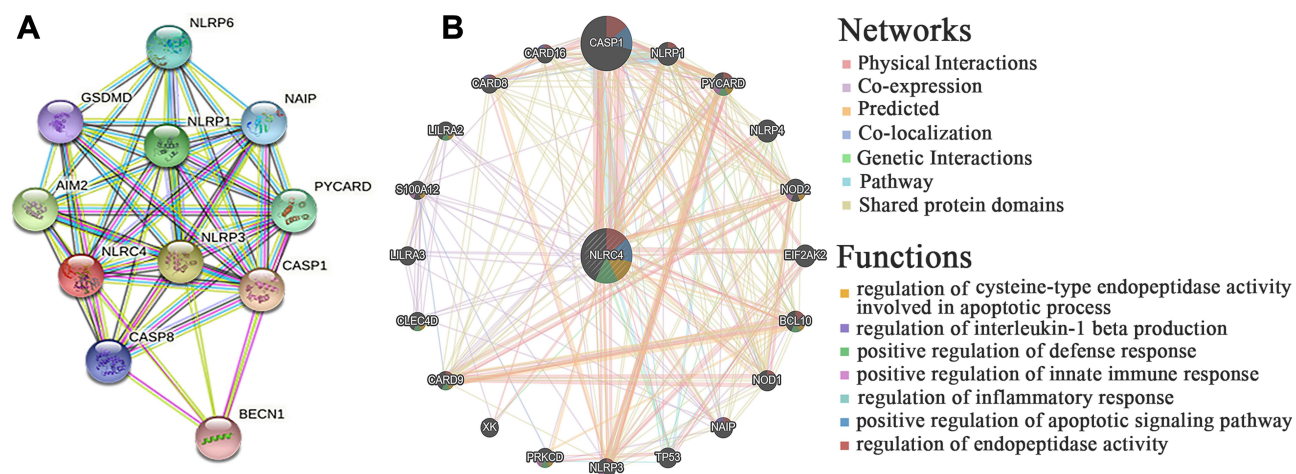 A
NLRP6
GSDMD
NAIP
NLRP1
AIM2
PYCARD
NLRC4
NLRP3
CASP1
CASP8
BECN1
B
CASP1
CARD16
NLRP1
CARD8
PYCARD
LILRA2
NLRP4
S100A12
NOD2
LILRA3
NLRC4
EIF2AK2
CLEC4D
BCL10
CARD9
NOD1
XK
NAIP
PRKCD
NLRP3
TP53
Networks
Physical Interactions
Co-expression
Predicted
Co-localization
Genetic Interactions
Pathway
Shared protein domains
Functions
regulation of cysteine-type endopeptidase activity
involved in apoptotic process
regulation of interleukin-1 beta production
positive regulation of defense response
positive regulation of innate immune response
regulation of inflammatory response
positive regulation of apoptotic signaling pathway
regulation of endopeptidase activity